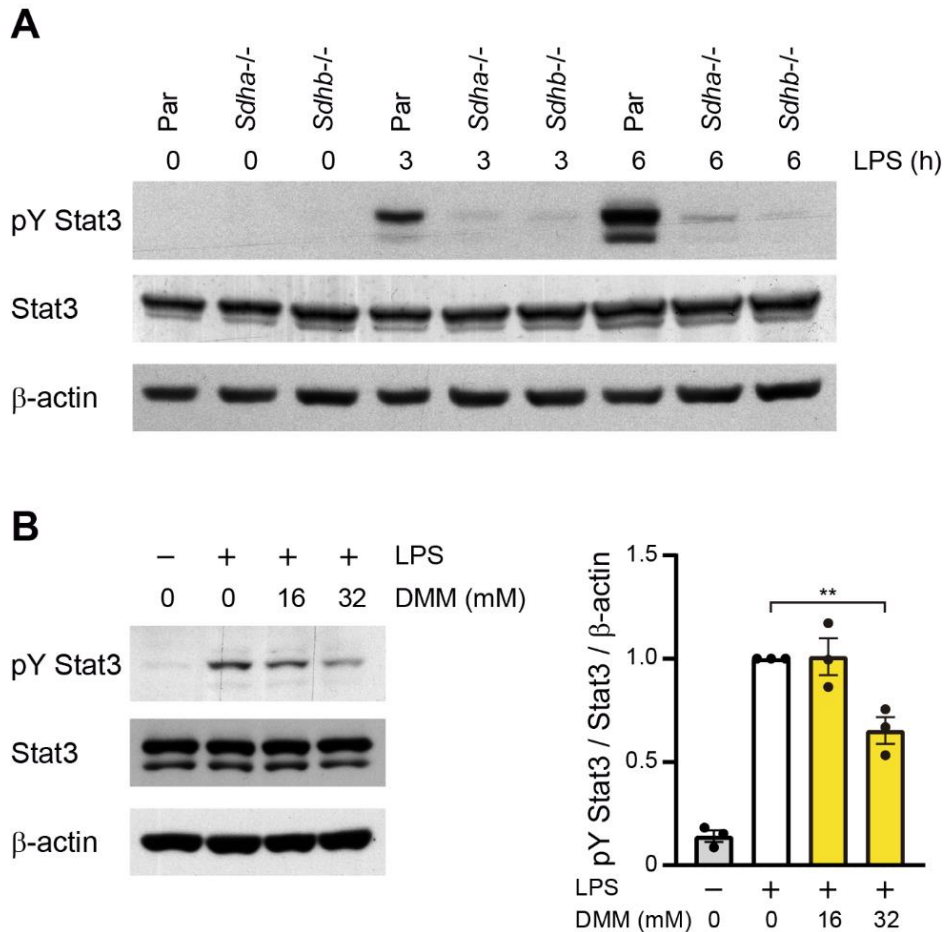 A
Par Sdha-/- Sdhb-/- Par Sdha-/- Sdhb-/- Par Sdha-/- Sdhb-/-
0 0 0 3 3 3 6 6 6 LPS (h)
pY Stat3
Stat3
β-actin
B
− + + + LPS
0 0 16 32 DMM (mM)
pY Stat3
Stat3
β-actin
pY Stat3 / Stat3 / β-actin
1.5
1.0
0.5
0
**
LPS − + + +
DMM (mM) 0 0 16 32